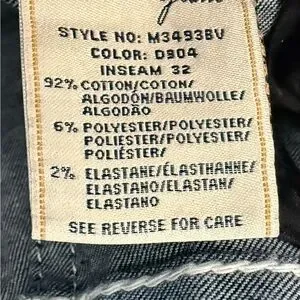 STYLE NO: M3493BV
COLOR: D904
INSEAM 32
92% COTTON/COTON/
ALGODÓN/BAUMWOLLE/
ALGODÃO
6% POLYESTER/POLYESTER/
POLIÉSTER/POLYESTER/
POLIÉSTER/
2% ELASTANE/ÉLASTHANNE/
ELASTANO/ELASTAN/
ELASTANO
SEE REVERSE FOR CARE